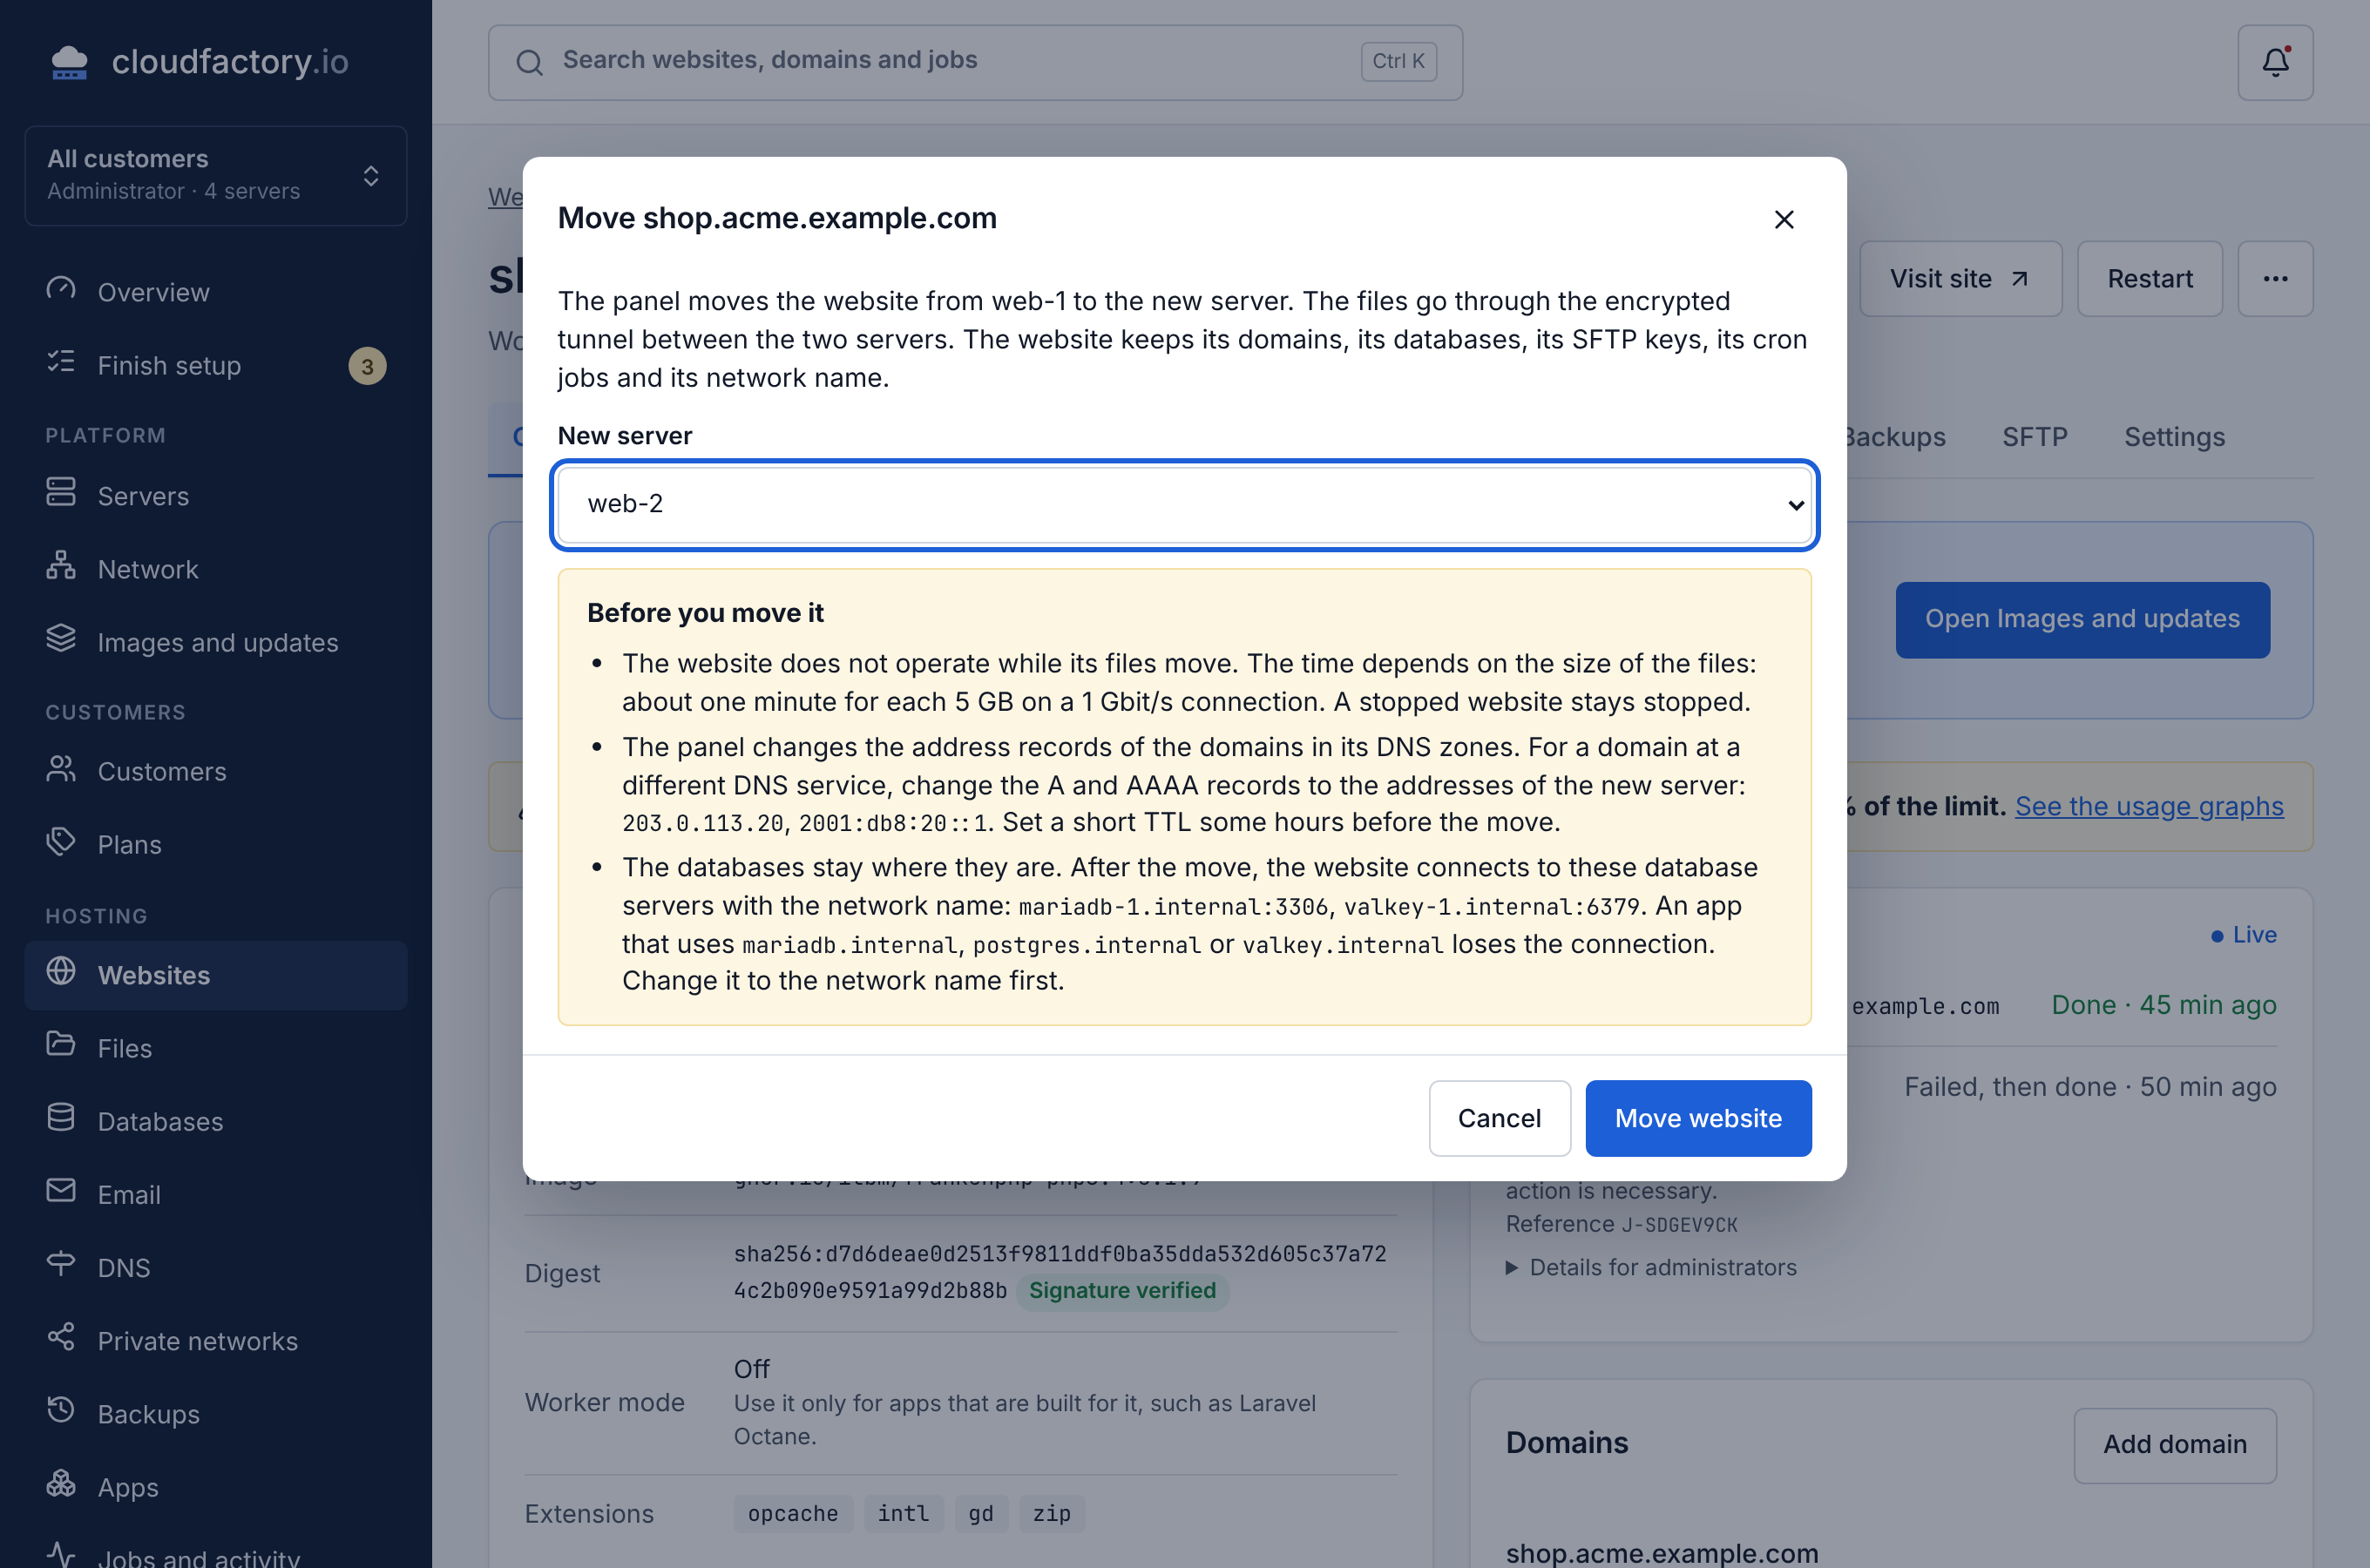 cloudfactory.io
All customers
Administrator · 4 servers
Overview
Finish setup 3
PLATFORM
Servers
Network
Images and updates
CUSTOMERS
Customers
Plans
HOSTING
Websites
Files
Databases
Email
DNS
Private networks
Backups
Apps
Jobs and activity
Search websites, domains and jobs Ctrl K
Visit site
Restart
Backups SFTP Settings
Open Images and updates
of the limit. See the usage graphs
Live
example.com Done · 45 min ago
Failed, then done · 50 min ago
action is necessary.
Reference J-SDGEV9CK
Details for administrators
Move shop.acme.example.com
The panel moves the website from web-1 to the new server. The files go through the encrypted
tunnel between the two servers. The website keeps its domains, its databases, its SFTP keys, its cron
jobs and its network name.
New server
web-2
Before you move it
• The website does not operate while its files move. The time depends on the size of the files:
about one minute for each 5 GB on a 1 Gbit/s connection. A stopped website stays stopped.
• The panel changes the address records of the domains in its DNS zones. For a domain at a
different DNS service, change the A and AAAA records to the addresses of the new server:
203.0.113.20, 2001:db8:20::1. Set a short TTL some hours before the move.
• The databases stay where they are. After the move, the website connects to these database
servers with the network name: mariadb-1.internal:3306, valkey-1.internal:6379. An app
that uses mariadb.internal, postgres.internal or valkey.internal loses the connection.
Change it to the network name first.
Cancel
Move website
Digest
sha256:d7d6deae0d2513f9811ddf0ba35dda532d605c37a72
4c2b090e9591a99d2b88b Signature verified
Worker mode
Off
Use it only for apps that are built for it, such as Laravel
Octane.
Extensions opcache intl gd zip
Domains
Add domain
shop.acme.example.com